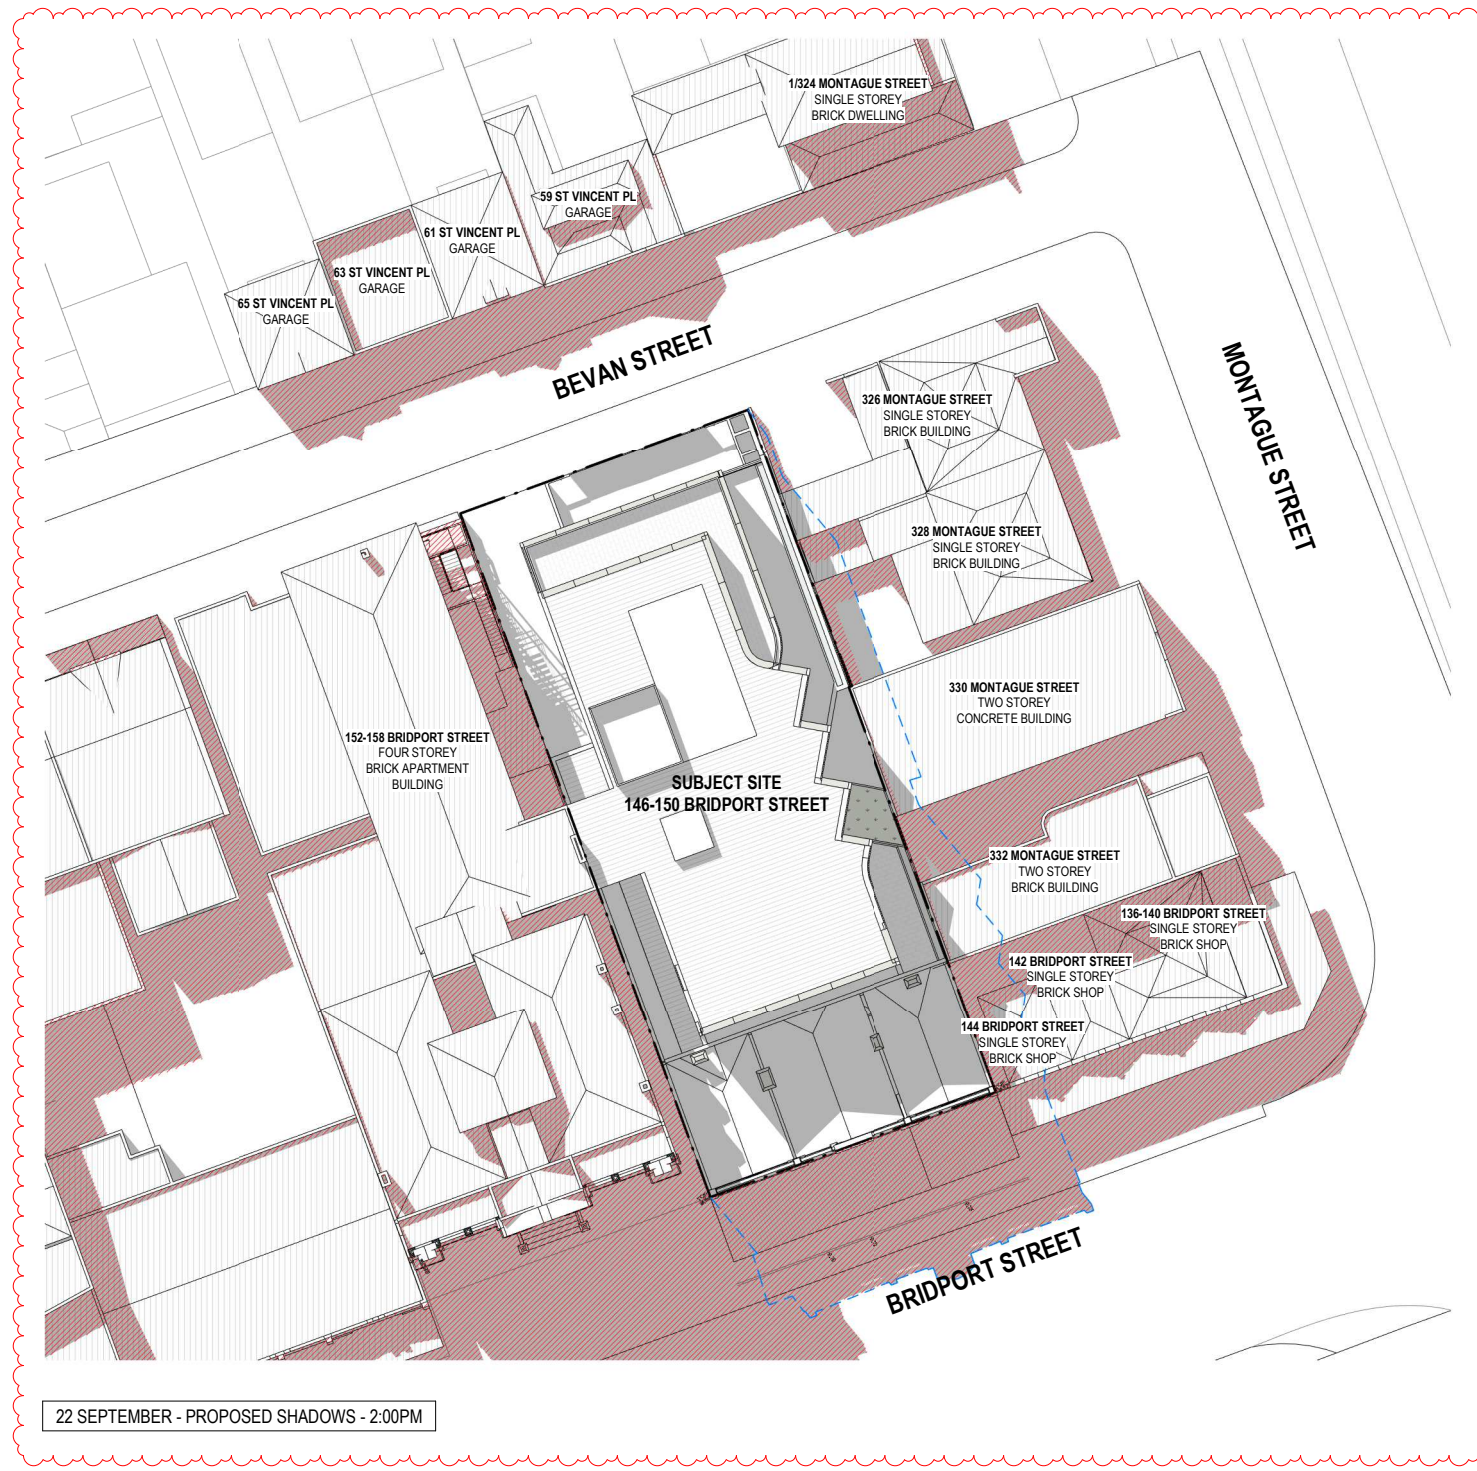 1/324 MONTAGUE STREET
SINGLE STOREY
BRICK DWELLING
59 ST VINCENT PL
GARAGE
61 ST VINCENT PL
GARAGE
63 ST VINCENT PL
GARAGE
65 ST VINCENT PL
GARAGE
BEVAN STREET
MONTAGUE STREET
326 MONTAGUE STREET
SINGLE STOREY
BRICK BUILDING
328 MONTAGUE STREET
SINGLE STOREY
BRICK BUILDING
330 MONTAGUE STREET
TWO STOREY
CONCRETE BUILDING
152-158 BRIDPORT STREET
FOUR STOREY
BRICK APARTMENT
BUILDING
SUBJECT SITE
146-150 BRIDPORT STREET
332 MONTAGUE STREET
TWO STOREY
BRICK BUILDING
136-140 BRIDPORT STREET
SINGLE STOREY
BRICK SHOP
142 BRIDPORT STREET
SINGLE STOREY
BRICK SHOP
144 BRIDPORT STREET
SINGLE STOREY
BRICK SHOP
BRIDPORT STREET
22 SEPTEMBER - PROPOSED SHADOWS - 2:00PM